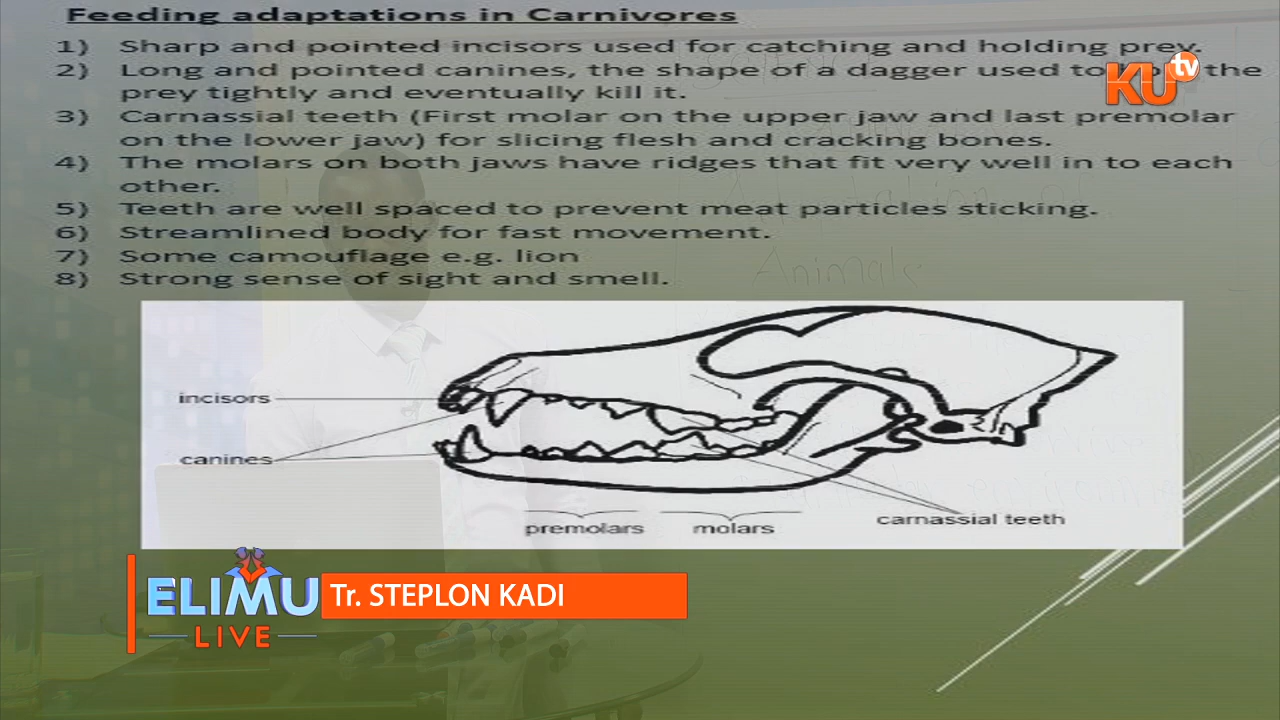 Feeding adaptations in Carnivores
1) Sharp and pointed incisors used for catching and holding prey.
2) Long and pointed canines, the shape of a dagger used to the
prey tightly and eventually kill it.
3) Carnassial teeth (First molar on the upper jaw and last premolar
on the lower jaw) for slicing flesh and cracking bones.
4) The molars on both jaws have ridges that fit very well in to each
other.
5) Teeth are well spaced to prevent meat particles sticking.
6) Streamlined body for fast movement.
7) Some camouflage e.g. lion
8) Strong sense of sight and smell.
KU tv
Animals
incisors
canines
premolars
molars
carnassial teeth
ELIMU
LIVE
Tr. STEPLON KADI